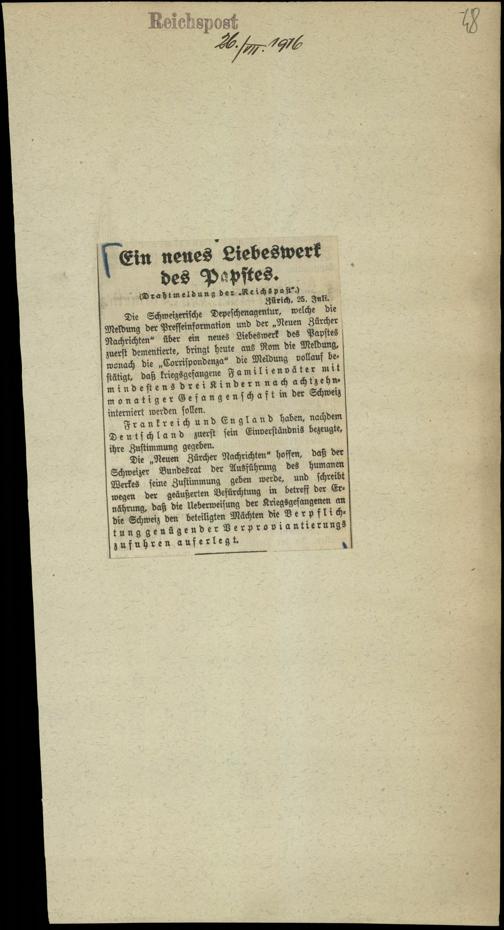 Reichspost
48
26./VII. 1916
Ein neues Liebeswerk
des Papstes.
(Drahtmeldung der „Reichspost“.)
Zürich, 25. Juli.
Die Schweizerische Depeschenagentur, welche die
Meldung der Presseinformation und der „Neuen Zürcher
Nachrichten“ über ein neues Liebeswerk des Papstes
zuerst dementierte, bringt heute aus Rom die Meldung,
wonach die „Corrispondenza“ die Meldung vollauf be-
stätigt, daß kriegsgefangene Familienväter mit
mindestens drei Kindern nach achtzehn-
monatiger Gefangenschaft in der Schweiz
interniert werden sollen.
Frankreich und England haben, nachdem
Deutschland zuerst sein Einverständnis bezeugte,
ihre Zustimmung gegeben.
Die „Neuen Zürcher Nachrichten“ hoffen, daß der
Schweizer Bundesrat der Ausführung des humanen
Werkes seine Zustimmung geben werde, und schreibt
wegen der geäußerten Befürchtung in betreff der Er-
nährung, daß die Ueberweisung der Kriegsgefangenen an
die Schweiz den beteiligten Mächten die Verpflich-
tung genügender Verproviantierungs
zufuhren auferlegt.